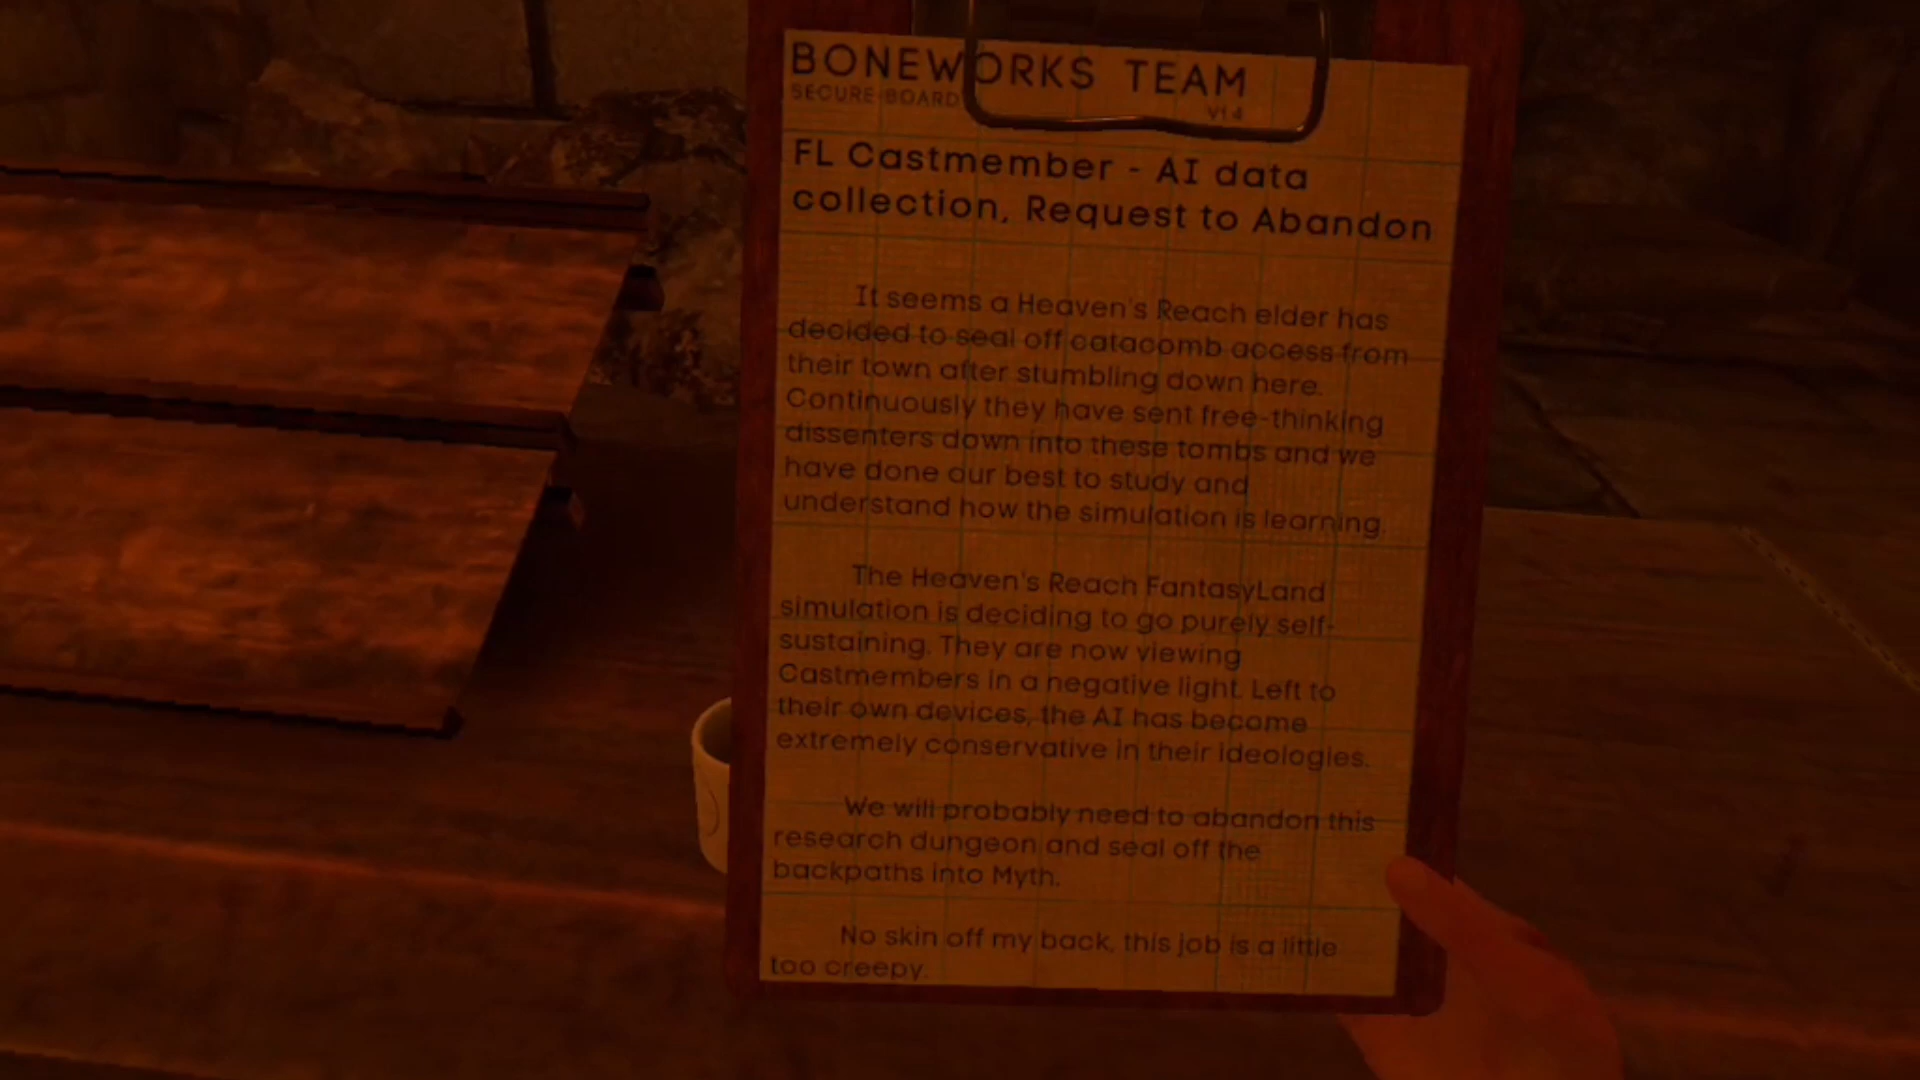 BONEWORKS TEAM
SECURE BOARD
V1.4
FL Castmember - AI data
collection, Request to Abandon
It seems a Heaven's Reach elder has
decided to seal off catacomb access from
their town after stumbling down here.
Continuously they have sent free-thinking
dissenters down into these tombs and we
have done our best to study and
understand how the simulation is learning.
The Heaven's Reach FantasyLand
simulation is deciding to go purely self-
sustaining. They are now viewing
Castmembers in a negative light. Left to
their own devices, the AI has become
extremely conservative in their ideologies.
We will probably need to abandon this
research dungeon and seal off the
backpaths into Myth.
No skin off my back, this job is a little
too creepy.